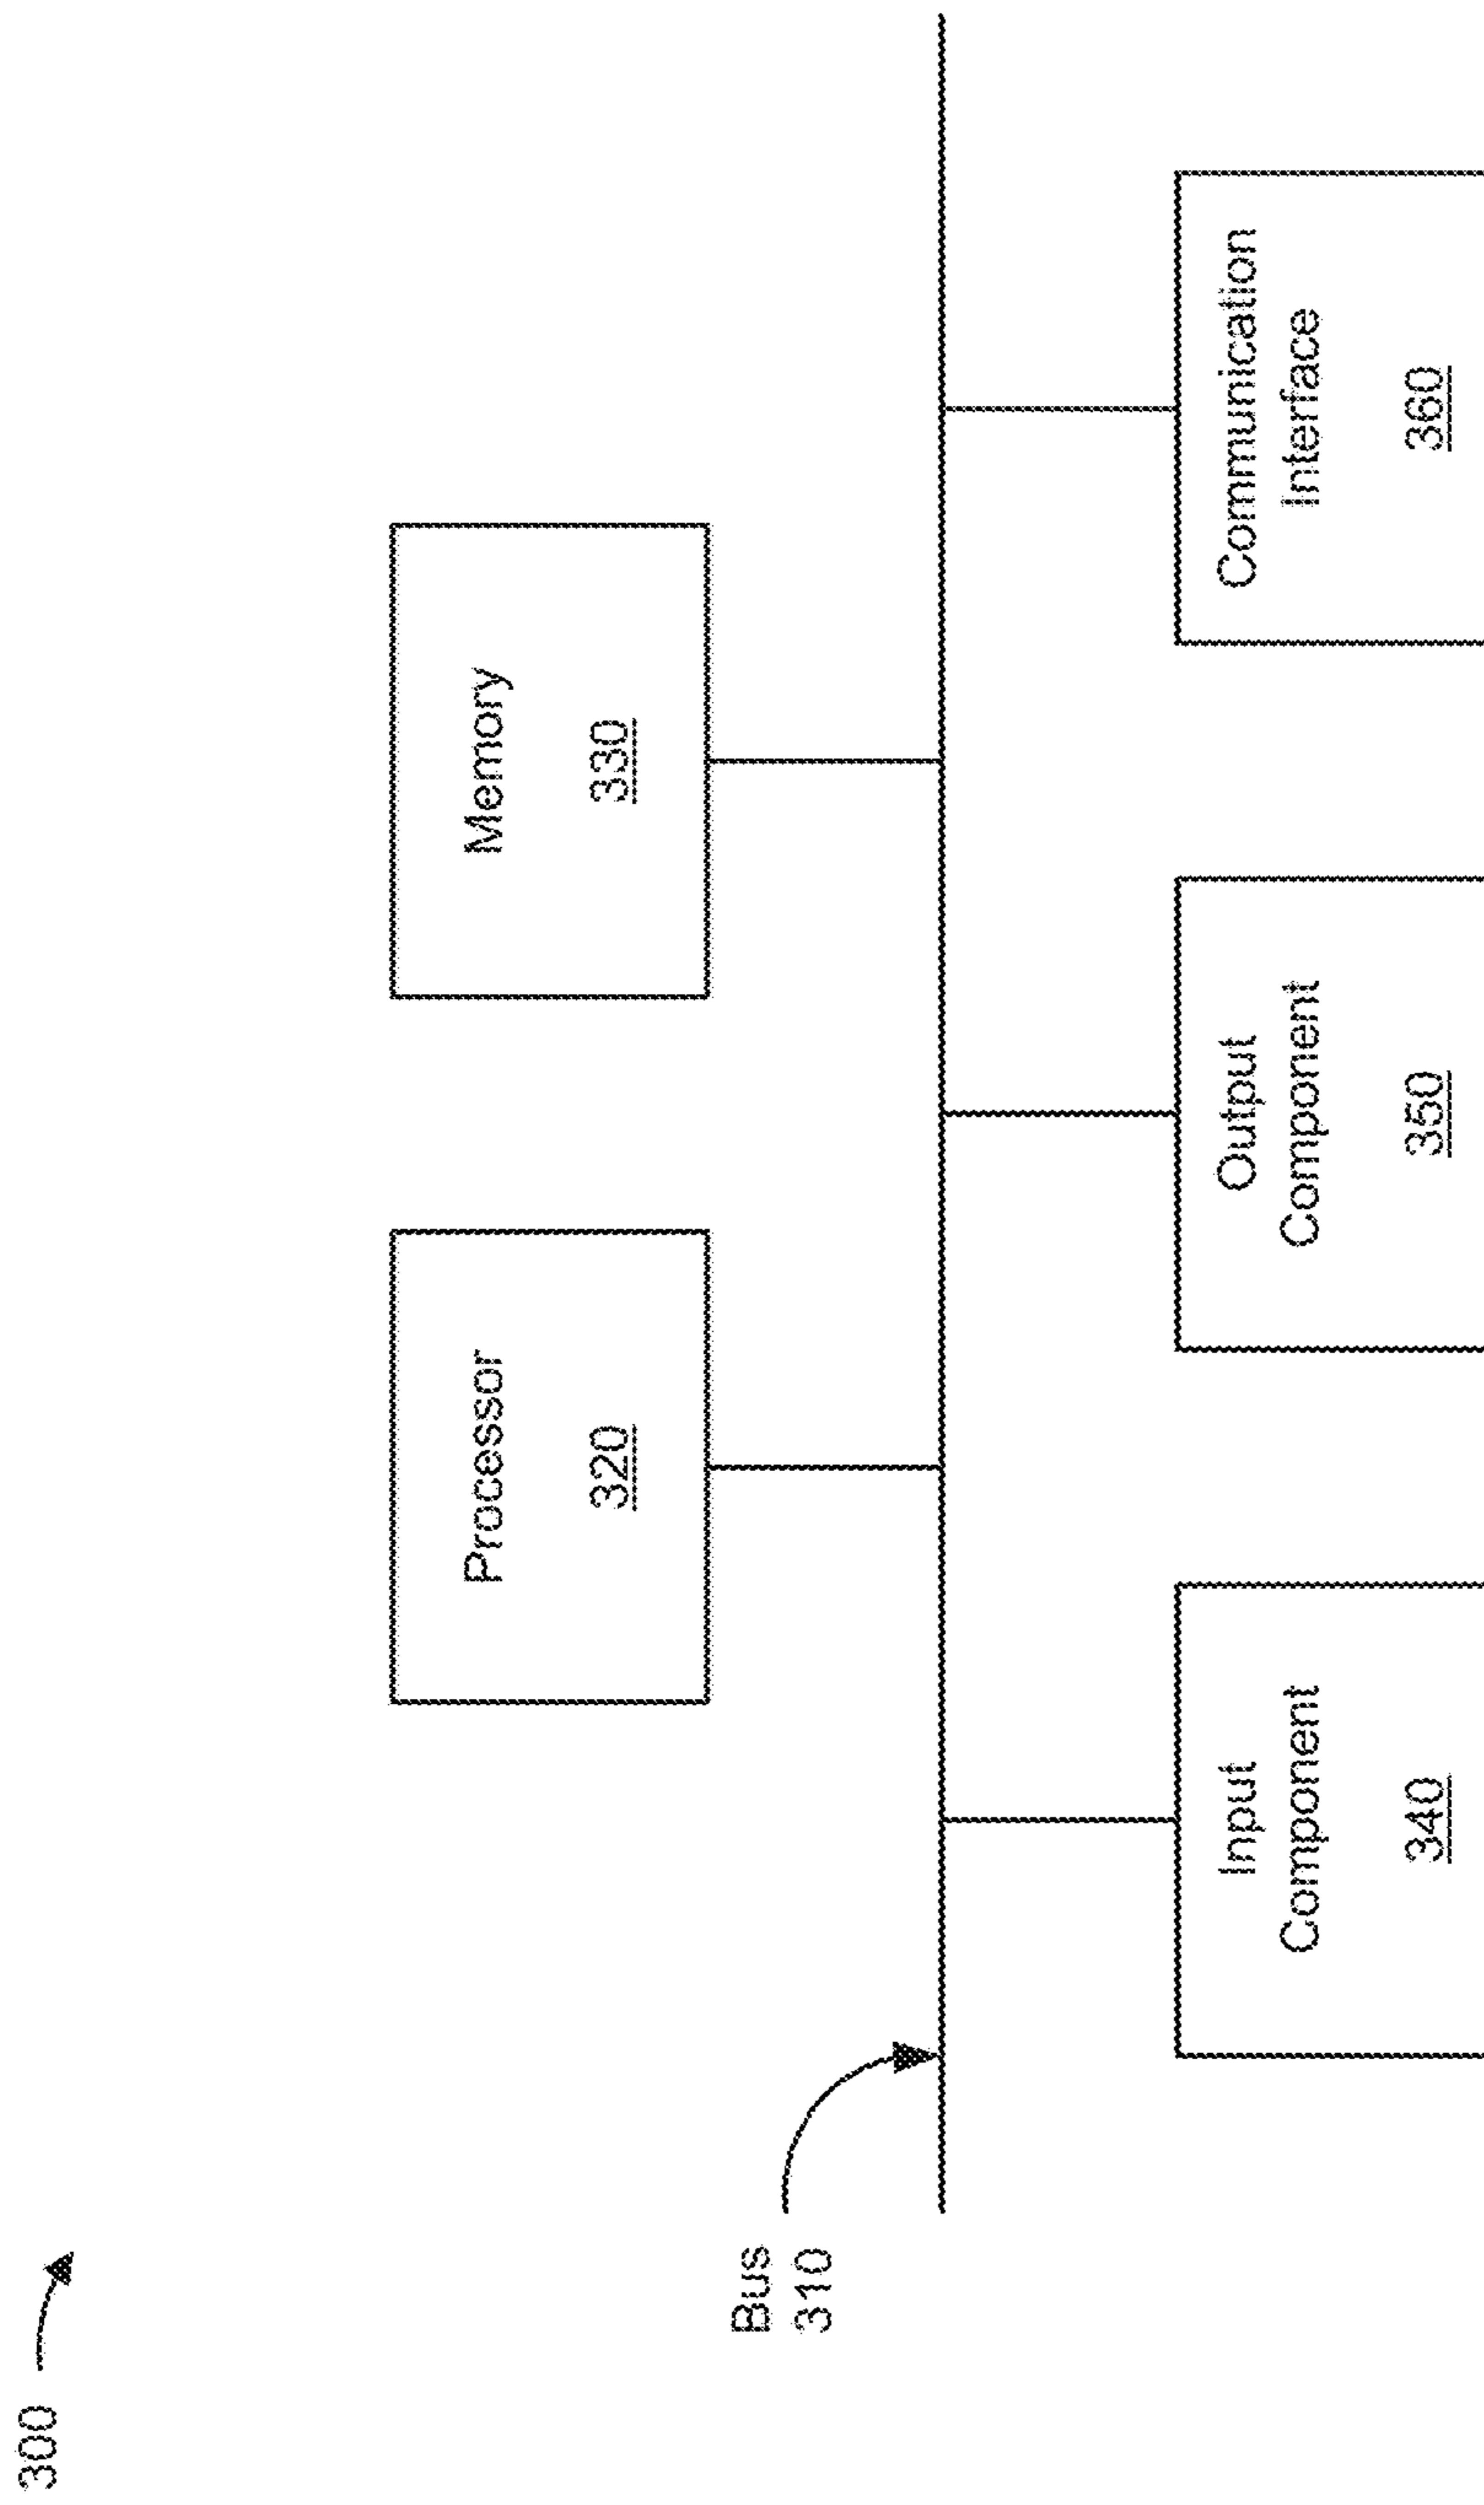 300
Processor
320
Memory
330
Bus
310
Input
Component
340
Output
Component
350
Communication
Interface
360